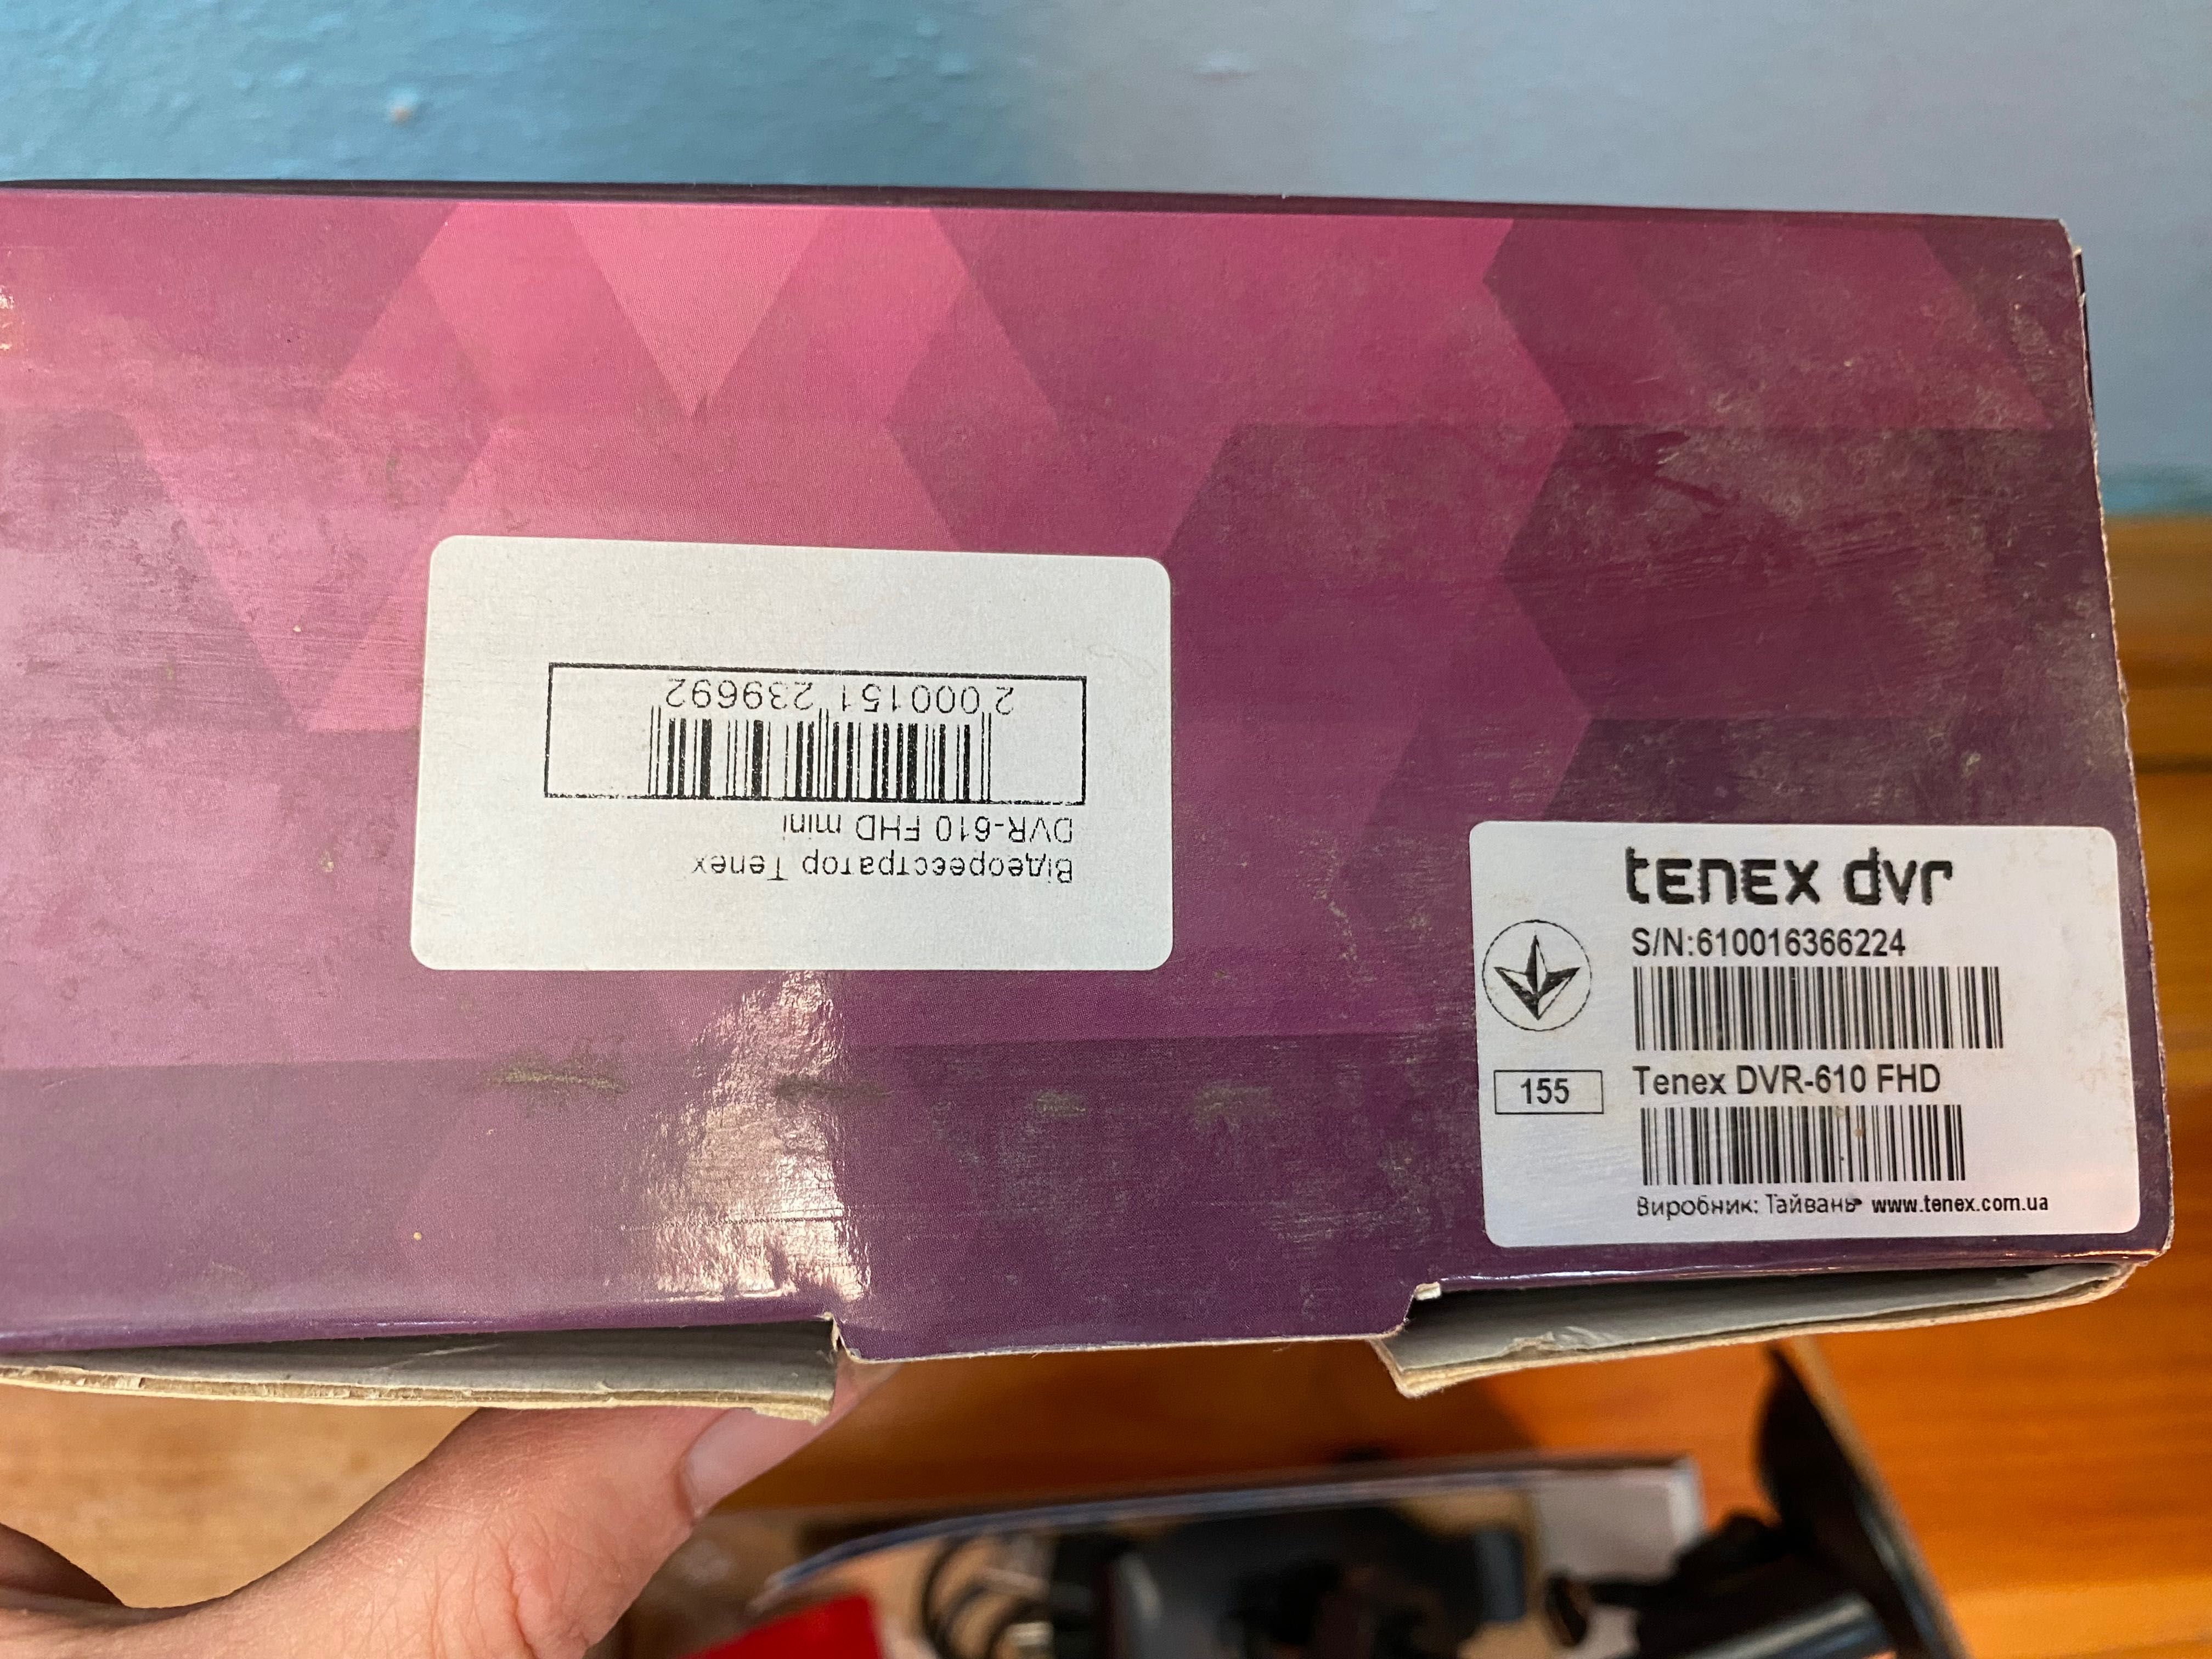 Відеореєстратор Tenex
DVR-610 FHD mini
2 000151 239692
tenex dvr
S/N:610016366224
155
Tenex DVR-610 FHD
Виробник: Тайвань www.tenex.com.ua